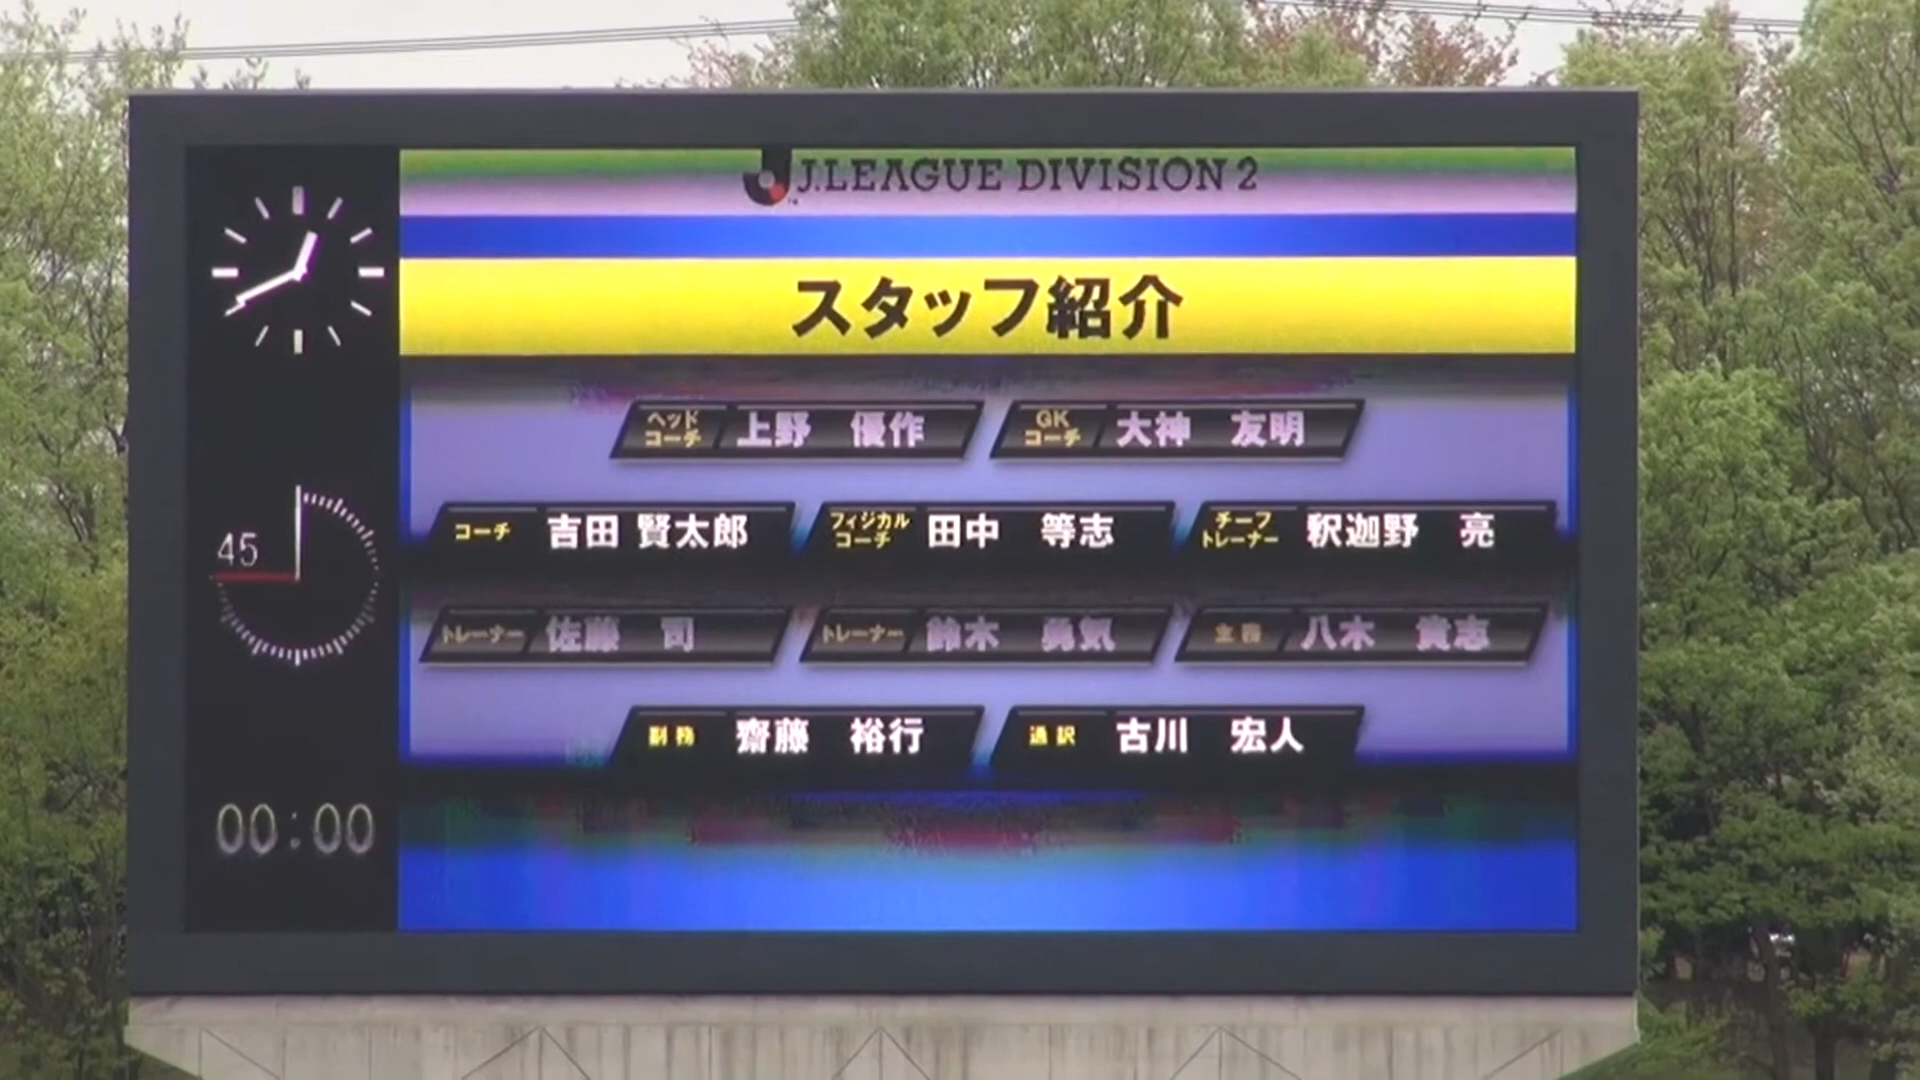 J.LEAGUE DIVISION 2
スタッフ紹介
ヘッドコーチ 上野 優作 GKコーチ 大神 友明
コーチ 吉田 賢太郎 フィジカルコーチ 田中 等志 チーフトレーナー 釈迦野 亮
トレーナー 佐藤 司 トレーナー 鈴木 勇気 主務 八木 貴志
副務 齋藤 裕行 通訳 古川 宏人
45
00:00